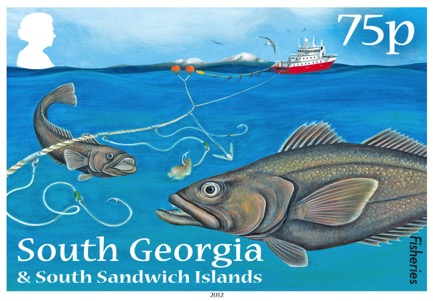 75p
South Georgia
& South Sandwich Islands
Fisheries
2012